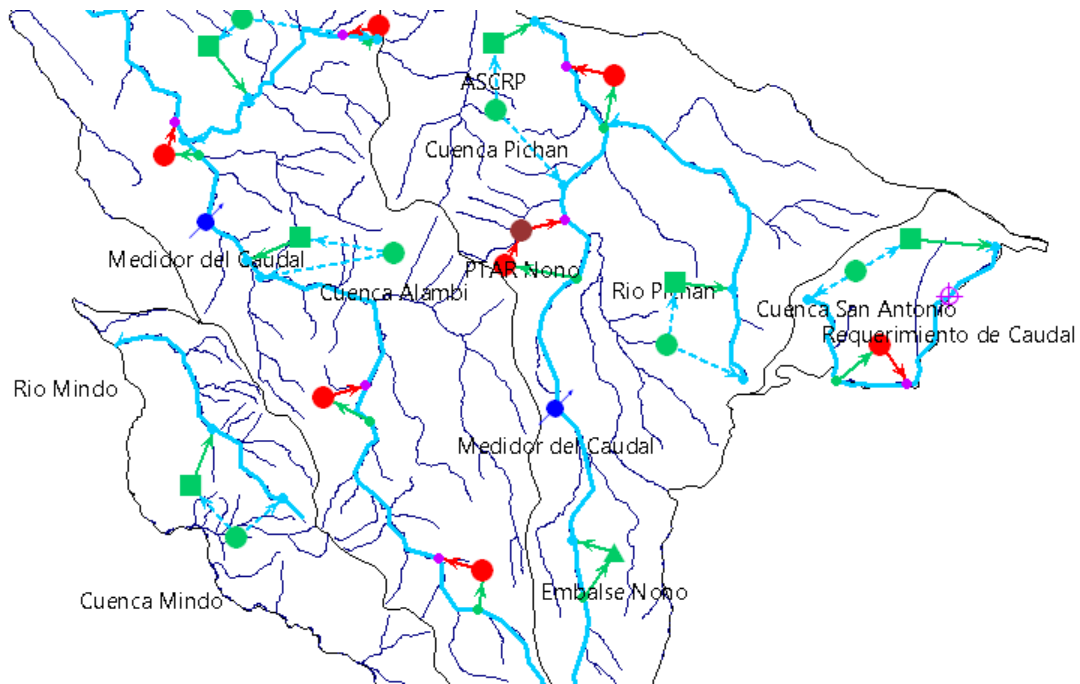 ASCRP
Cuenca Pichan
Medidor del Caudal
PTAR Nono
Cuenca Alambi
Rio Pichan
Cuenca San Antonio
Requerimiento de Caudal
Rio Mindo
Medidor del Caudal
Embalse Nono
Cuenca Mindo